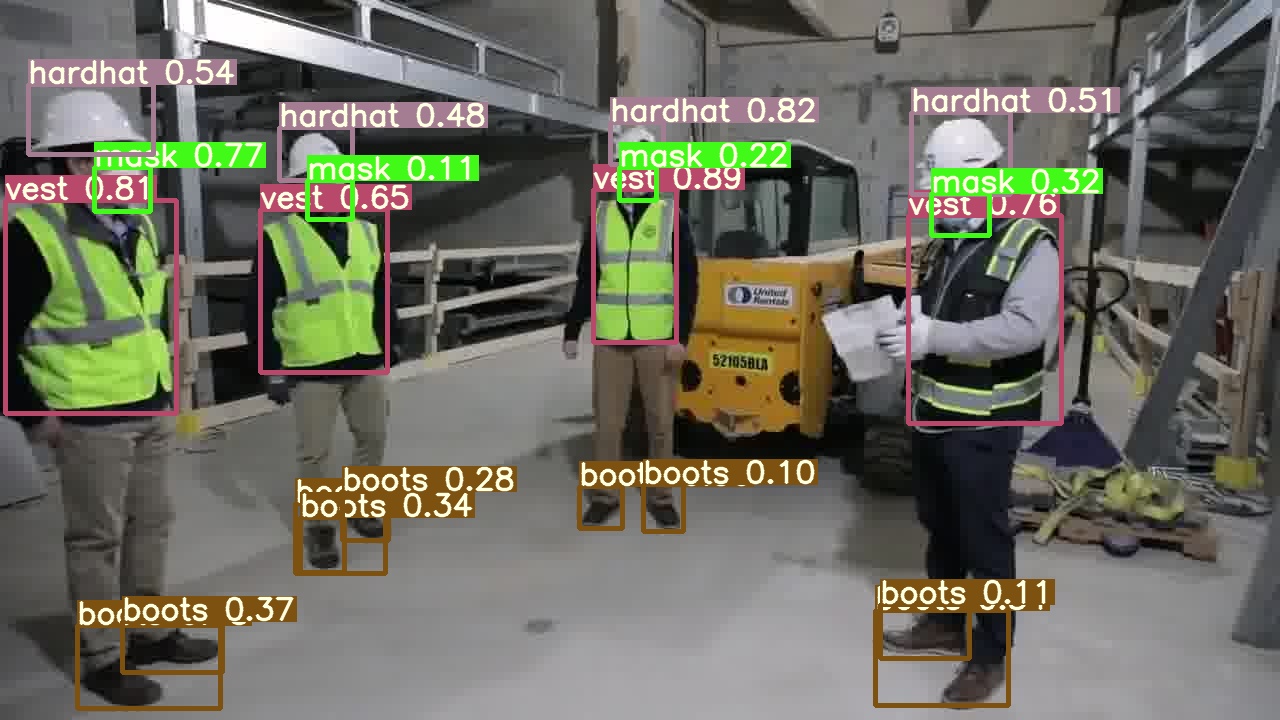 hardhat 0.54
hardhat 0.48
hardhat 0.82
hardhat 0.51
mask 0.77
mask 0.11
mask 0.22
mask 0.32
vest 0.81
vest 0.65
vest 0.89
vest 0.76
United
Rentals
52105BLA
boots 0.28
boots 0.34
boots 0.10
boots 0.37
boots 0.11